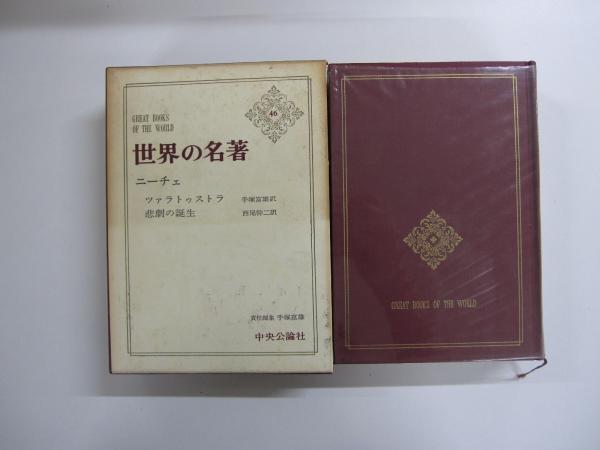 GREAT BOOKS
OF THE WORLD
46
世界の名著
ニーチェ
ツァラトゥストラ 手塚富雄訳
悲劇の誕生 西尾幹二訳
責任編集 手塚富雄
中央公論社
GREAT BOOKS OF THE WORLD